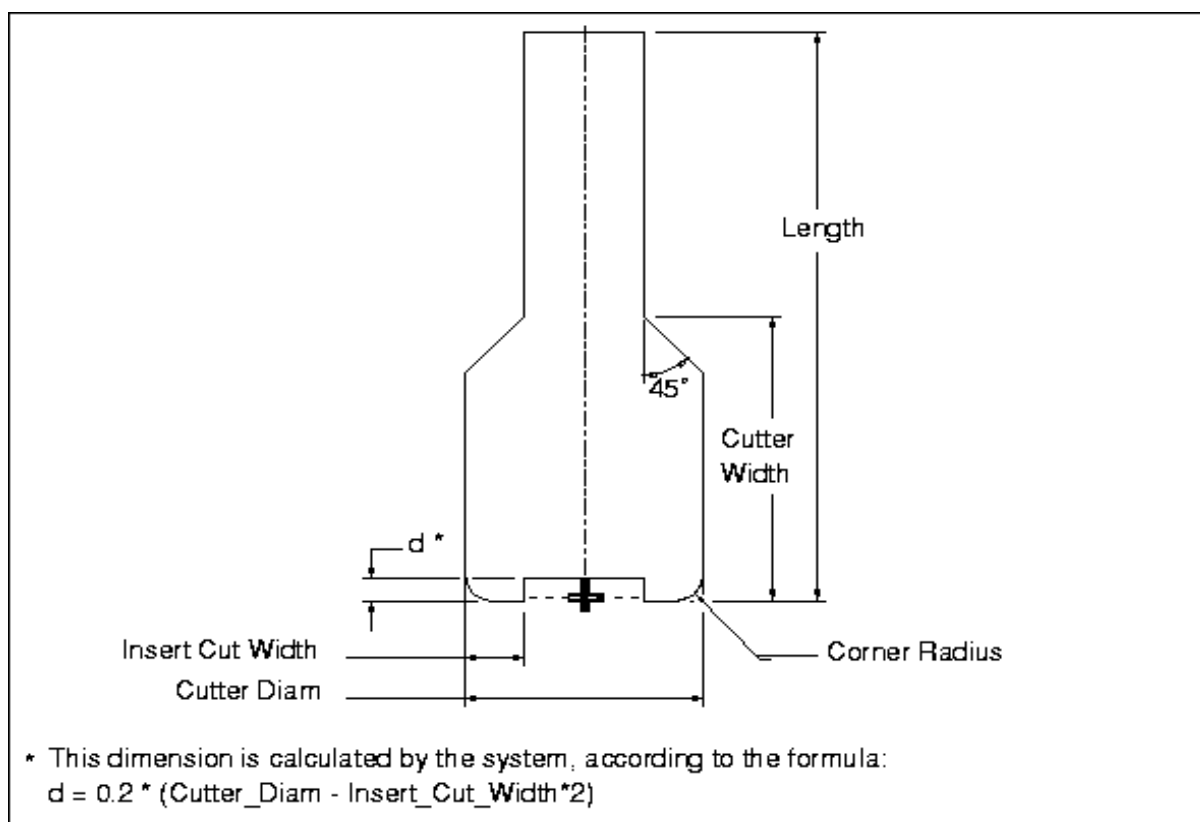 Length
45°
Cutter
Width
d *
Insert Cut Width
Corner Radius
Cutter Diam
* This dimension is calculated by the system, according to the formula:
d = 0.2 * (Cutter_Diam - Insert_Cut_Width*2)